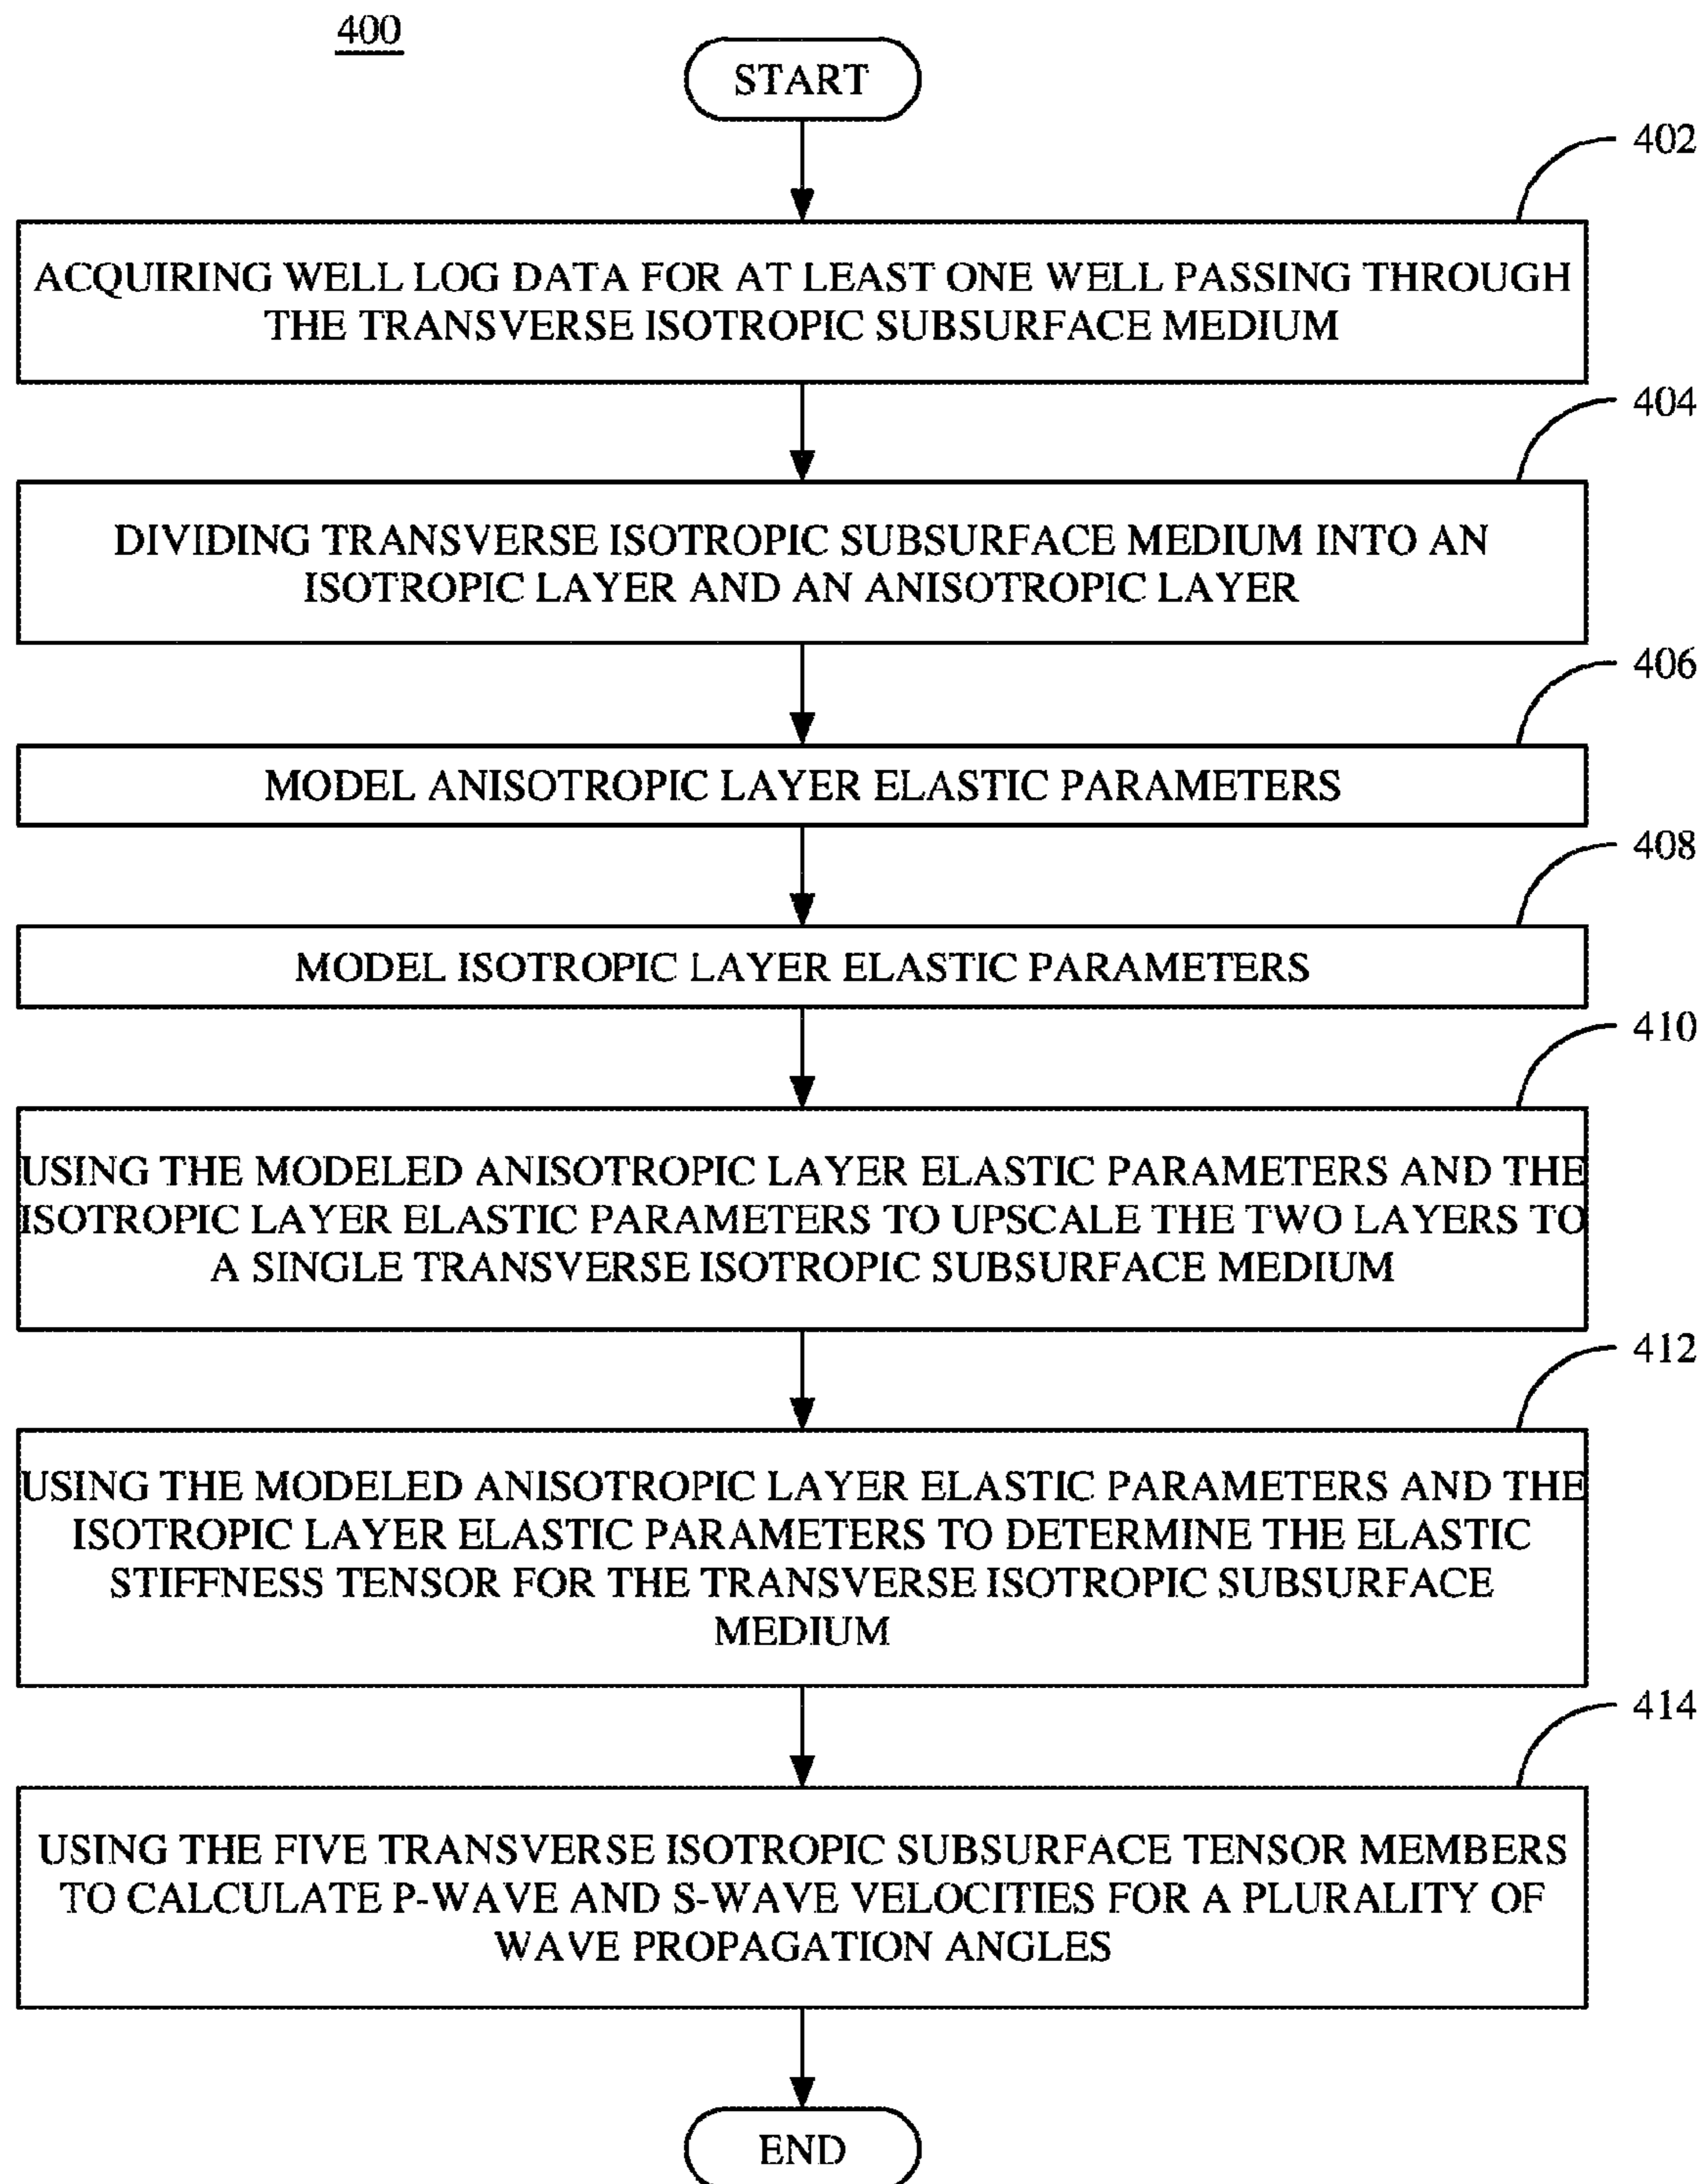 400
START
402
ACQUIRING WELL LOG DATA FOR AT LEAST ONE WELL PASSING THROUGH
THE TRANSVERSE ISOTROPIC SUBSURFACE MEDIUM
404
DIVIDING TRANSVERSE ISOTROPIC SUBSURFACE MEDIUM INTO AN
ISOTROPIC LAYER AND AN ANISOTROPIC LAYER
406
MODEL ANISOTROPIC LAYER ELASTIC PARAMETERS
408
MODEL ISOTROPIC LAYER ELASTIC PARAMETERS
410
USING THE MODELED ANISOTROPIC LAYER ELASTIC PARAMETERS AND THE
ISOTROPIC LAYER ELASTIC PARAMETERS TO UPSCALE THE TWO LAYERS TO
A SINGLE TRANSVERSE ISOTROPIC SUBSURFACE MEDIUM
412
USING THE MODELED ANISOTROPIC LAYER ELASTIC PARAMETERS AND THE
ISOTROPIC LAYER ELASTIC PARAMETERS TO DETERMINE THE ELASTIC
STIFFNESS TENSOR FOR THE TRANSVERSE ISOTROPIC SUBSURFACE
MEDIUM
414
USING THE FIVE TRANSVERSE ISOTROPIC SUBSURFACE TENSOR MEMBERS
TO CALCULATE P-WAVE AND S-WAVE VELOCITIES FOR A PLURALITY OF
WAVE PROPAGATION ANGLES
END